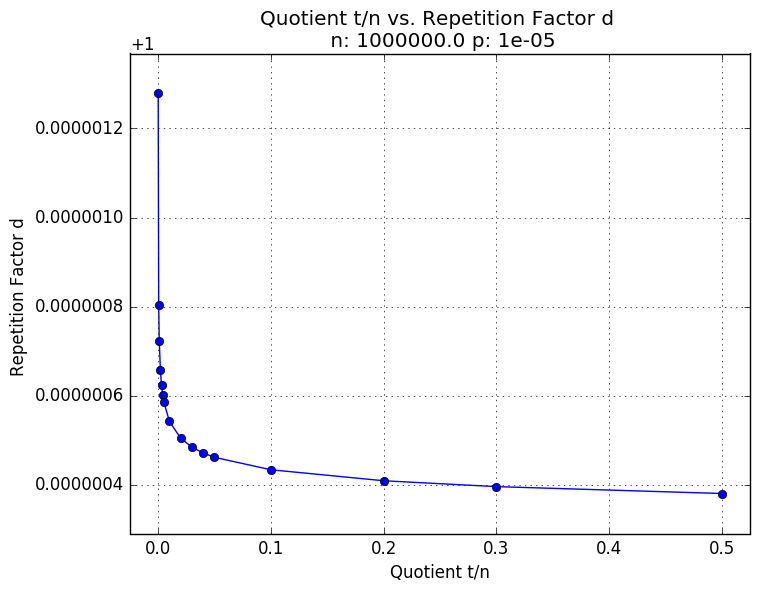 Quotient t/n vs. Repetition Factor d
n: 1000000.0 p: 1e-05
+1
0.0000012
0.0000010
0.0000008
0.0000006
0.0000004
Repetition Factor d
0.0 0.1 0.2 0.3 0.4 0.5
Quotient t/n